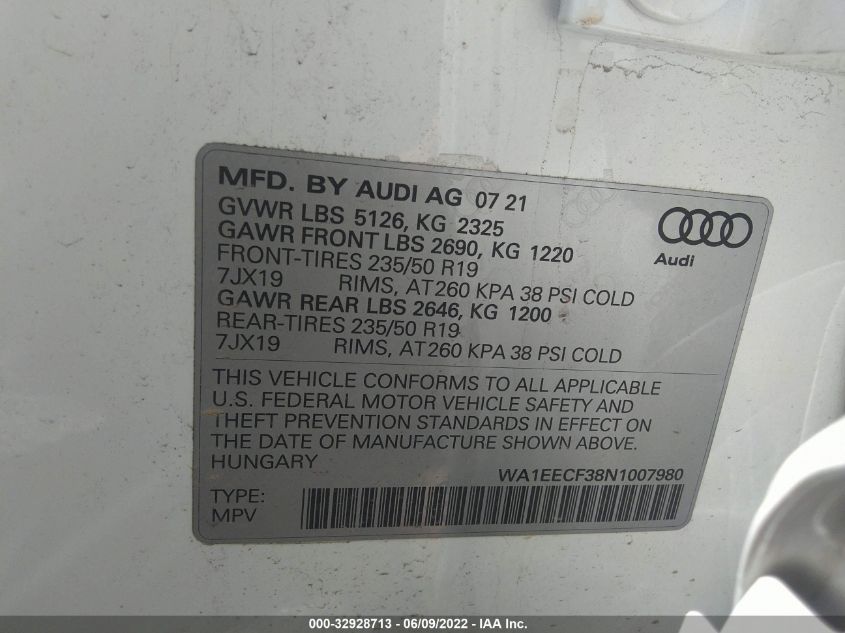 MFD. BY AUDI AG 07 21
GVWR LBS 5126, KG 2325
GAWR FRONT LBS 2690, KG 1220
FRONT-TIRES 235/50 R19
7JX19 RIMS, AT 260 KPA 38 PSI COLD
GAWR REAR LBS 2646, KG 1200
REAR-TIRES 235/50 R19
7JX19 RIMS, AT 260 KPA 38 PSI COLD
Audi
THIS VEHICLE CONFORMS TO ALL APPLICABLE
U.S. FEDERAL MOTOR VEHICLE SAFETY AND
THEFT PREVENTION STANDARDS IN EFFECT ON
THE DATE OF MANUFACTURE SHOWN ABOVE.
HUNGARY
WA1EECF38N1007980
TYPE:
MPV
000-32928713 - 06/09/2022 - IAA Inc.